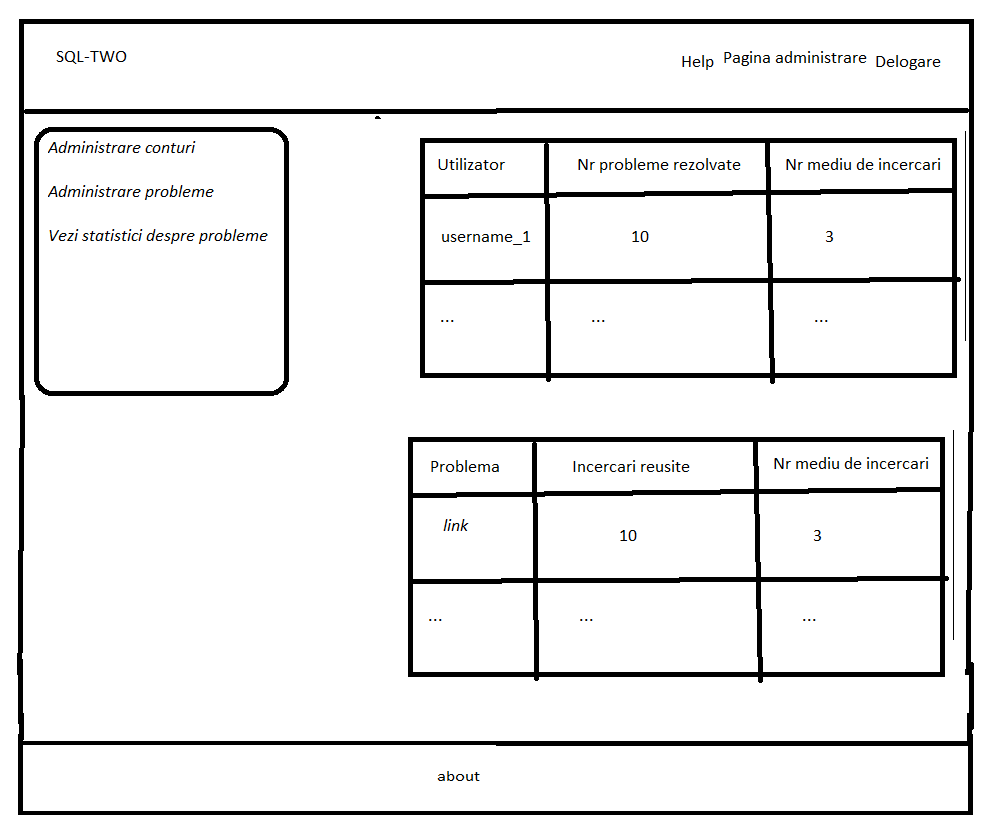 SQL-TWO
Help Pagina administrare Delogare
Administrare conturi
Administrare probleme
Vezi statistici despre probleme
Utilizator Nr probleme rezolvate Nr mediu de incercari
username_1 10 3
... ... ...
Problema Incercari reusite Nr mediu de incercari
link 10 3
... ... ...
about